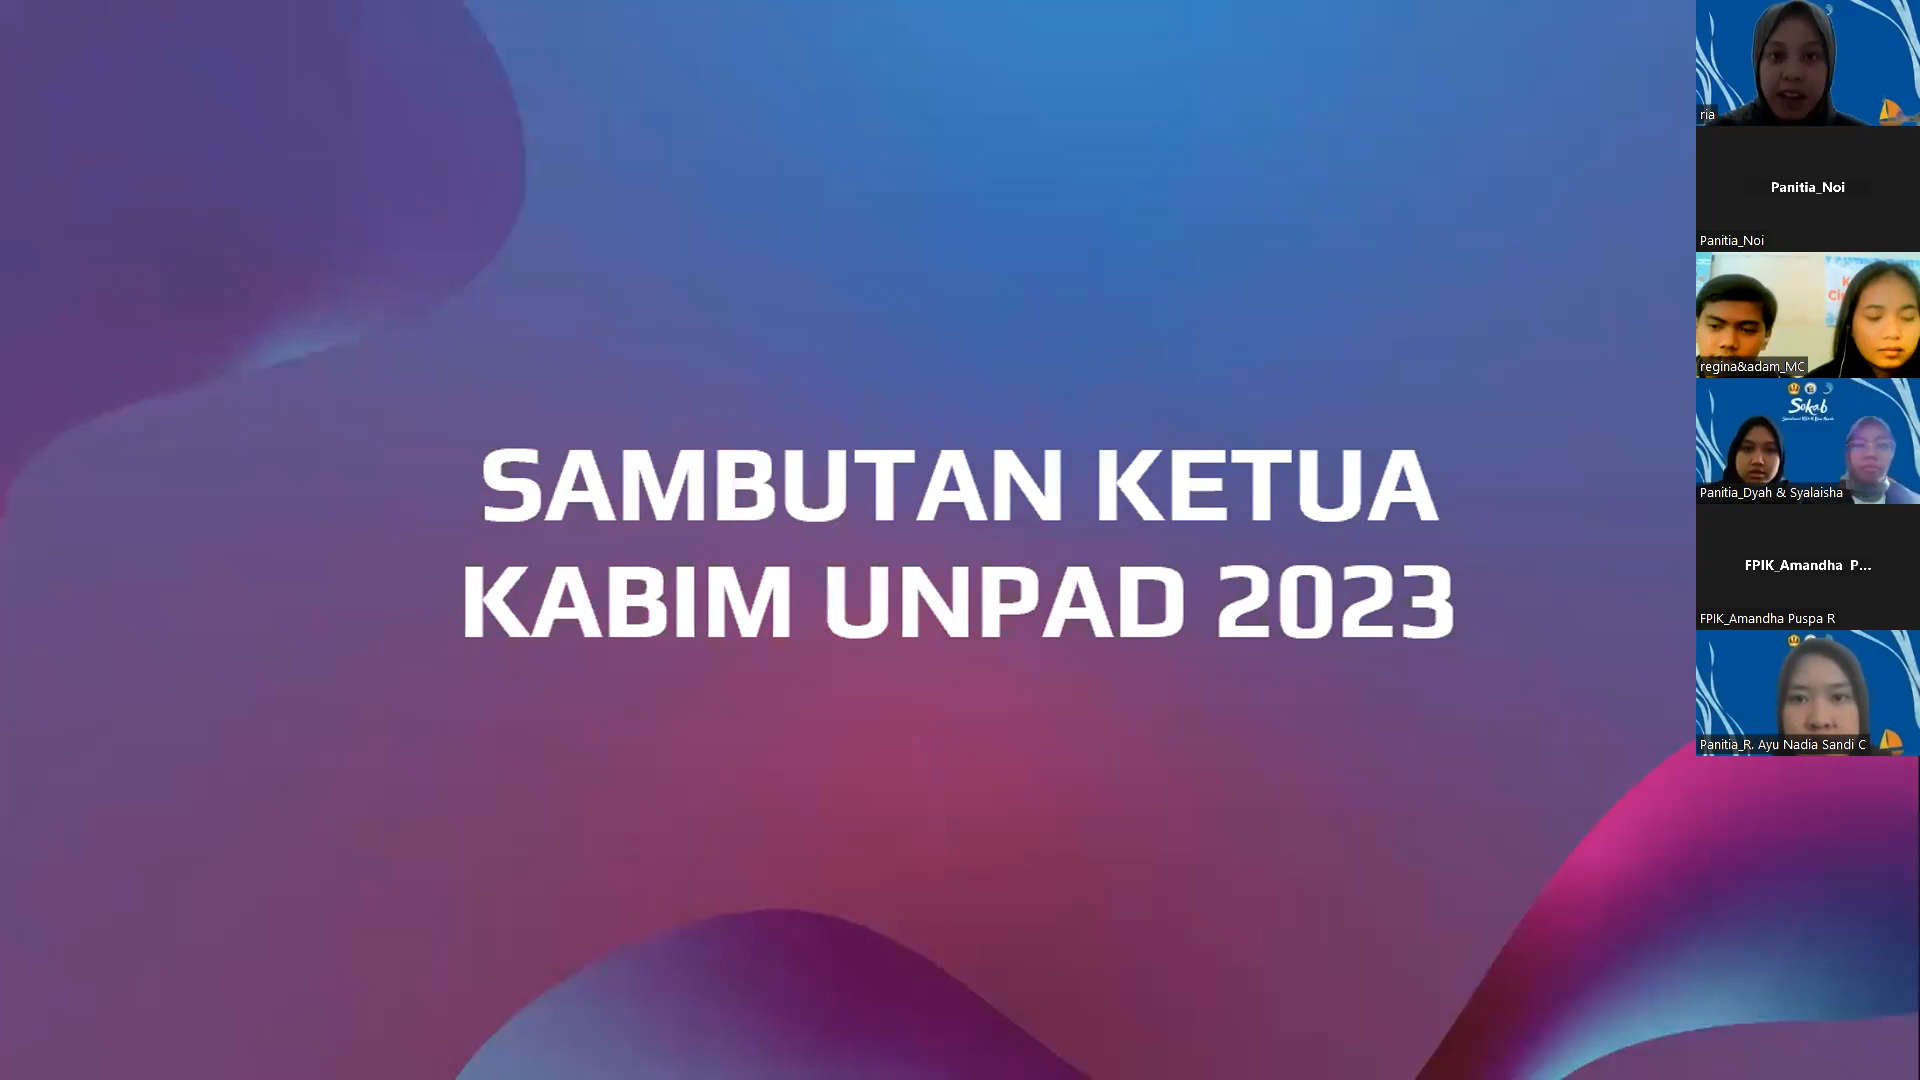 SAMBUTAN KETUA
KABIM UNPAD 2023
ria
Panitia_Noi
Panitia_Noi
regina&adam_MC
Sokab
Panitia_Dyah & Syalaisha
FPIK_Amandha P...
FPIK_Amandha Puspa R
Panitia_R. Ayu Nadia Sandi C